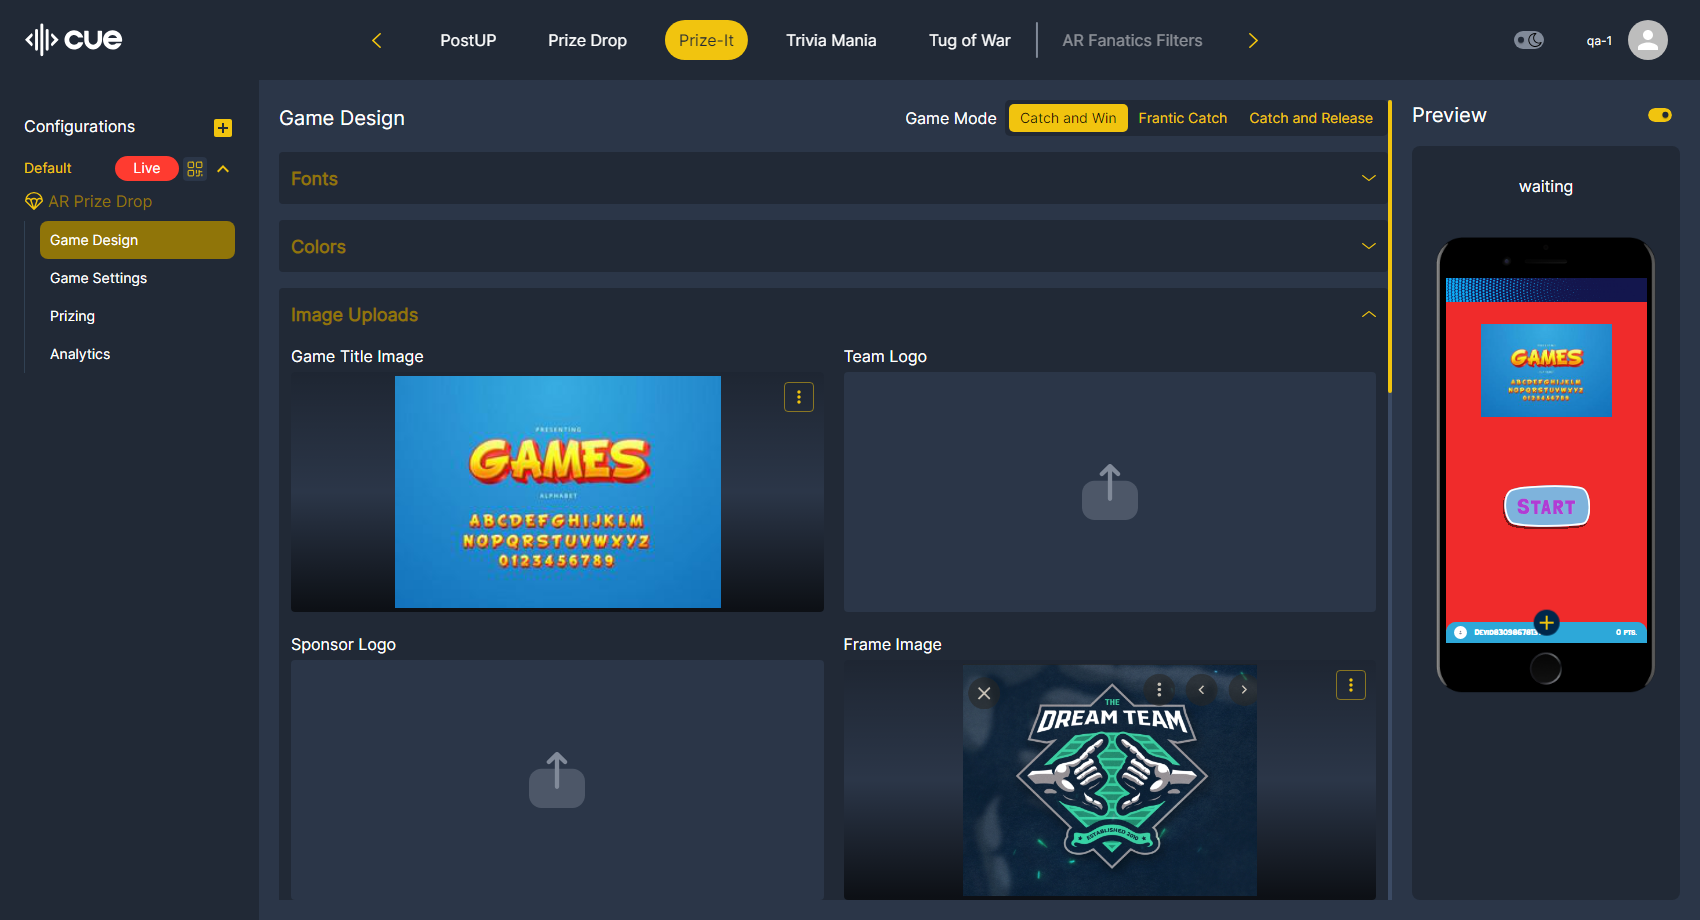 cue
PostUP
Prize Drop
Prize-It
Trivia Mania
Tug of War
AR Fanatics Filters
qa-1
Configurations
Default
Live
AR Prize Drop
Game Design
Game Settings
Prizing
Analytics
Game Design
Game Mode
Catch and Win
Frantic Catch
Catch and Release
Fonts
Colors
Image Uploads
Game Title Image
PRESENTING
GAMES
ALPHABET
ABCDEFGHIJKLM
NOPQRSTUVWXYZ
0123456789
Team Logo
Sponsor Logo
Frame Image
THE
DREAM TEAM
ESTABLISHED 2010
Preview
waiting
GAMES
ABCDEFGHIJKLM
NOPQRSTUVWXYZ
0123456789
START
0 PTS.